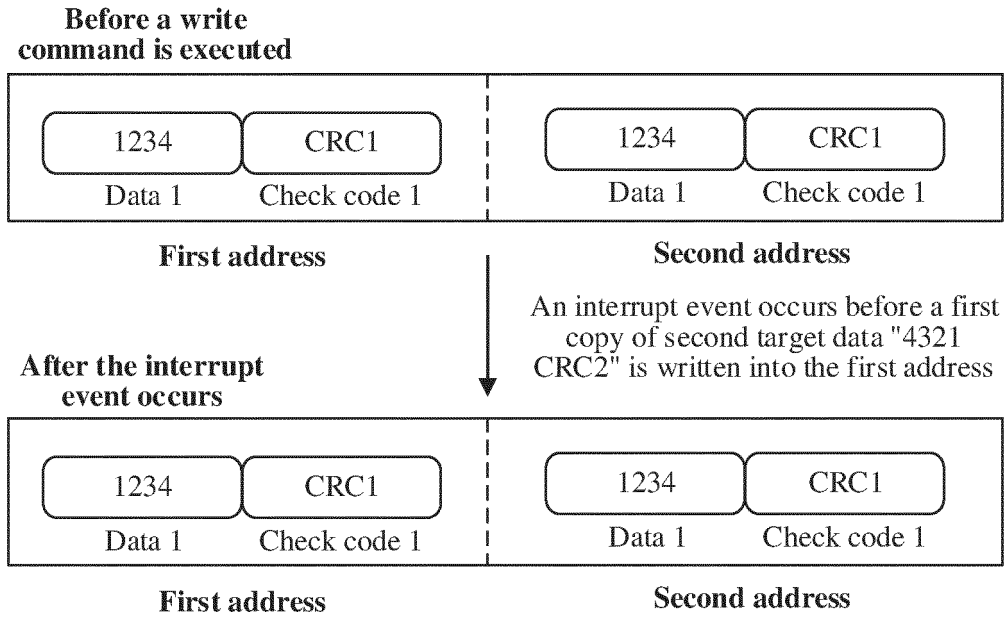 Before a write
command is executed
1234 CRC1 1234 CRC1
Data 1 Check code 1 Data 1 Check code 1
First address Second address
An interrupt event occurs before a first
copy of second target data "4321
CRC2" is written into the first address
After the interrupt
event occurs
1234 CRC1 1234 CRC1
Data 1 Check code 1 Data 1 Check code 1
First address Second address